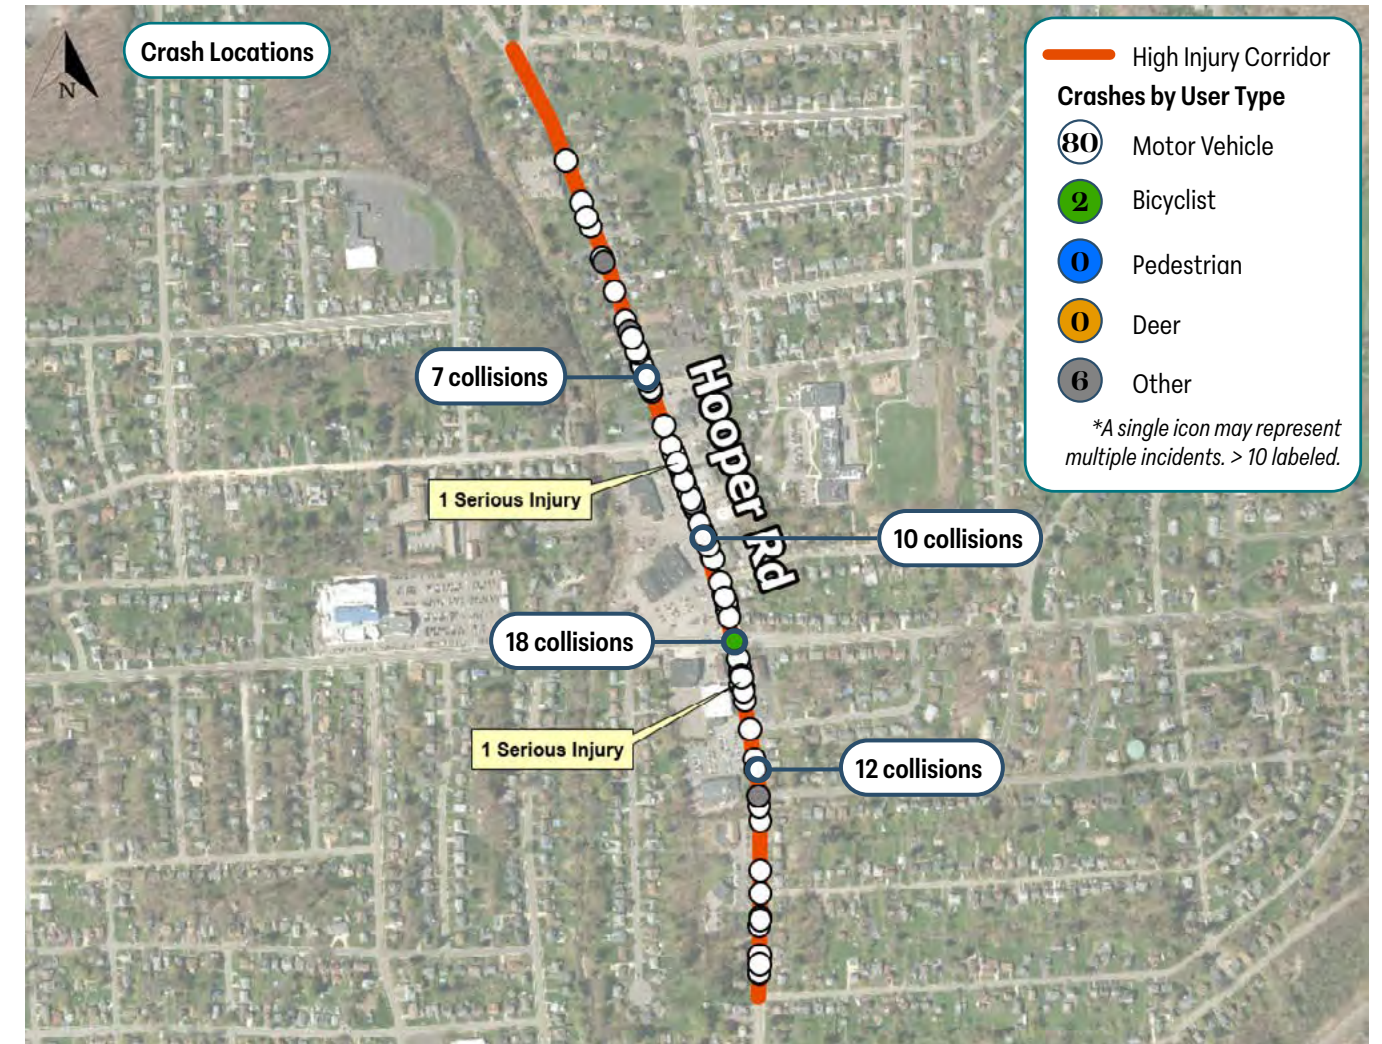 Crash Locations
N
High Injury Corridor
Crashes by User Type
80 Motor Vehicle
2 Bicyclist
0 Pedestrian
0 Deer
6 Other
*A single icon may represent
multiple incidents. > 10 labeled.
7 collisions
Hooper Rd
1 Serious Injury
10 collisions
18 collisions
1 Serious Injury
12 collisions